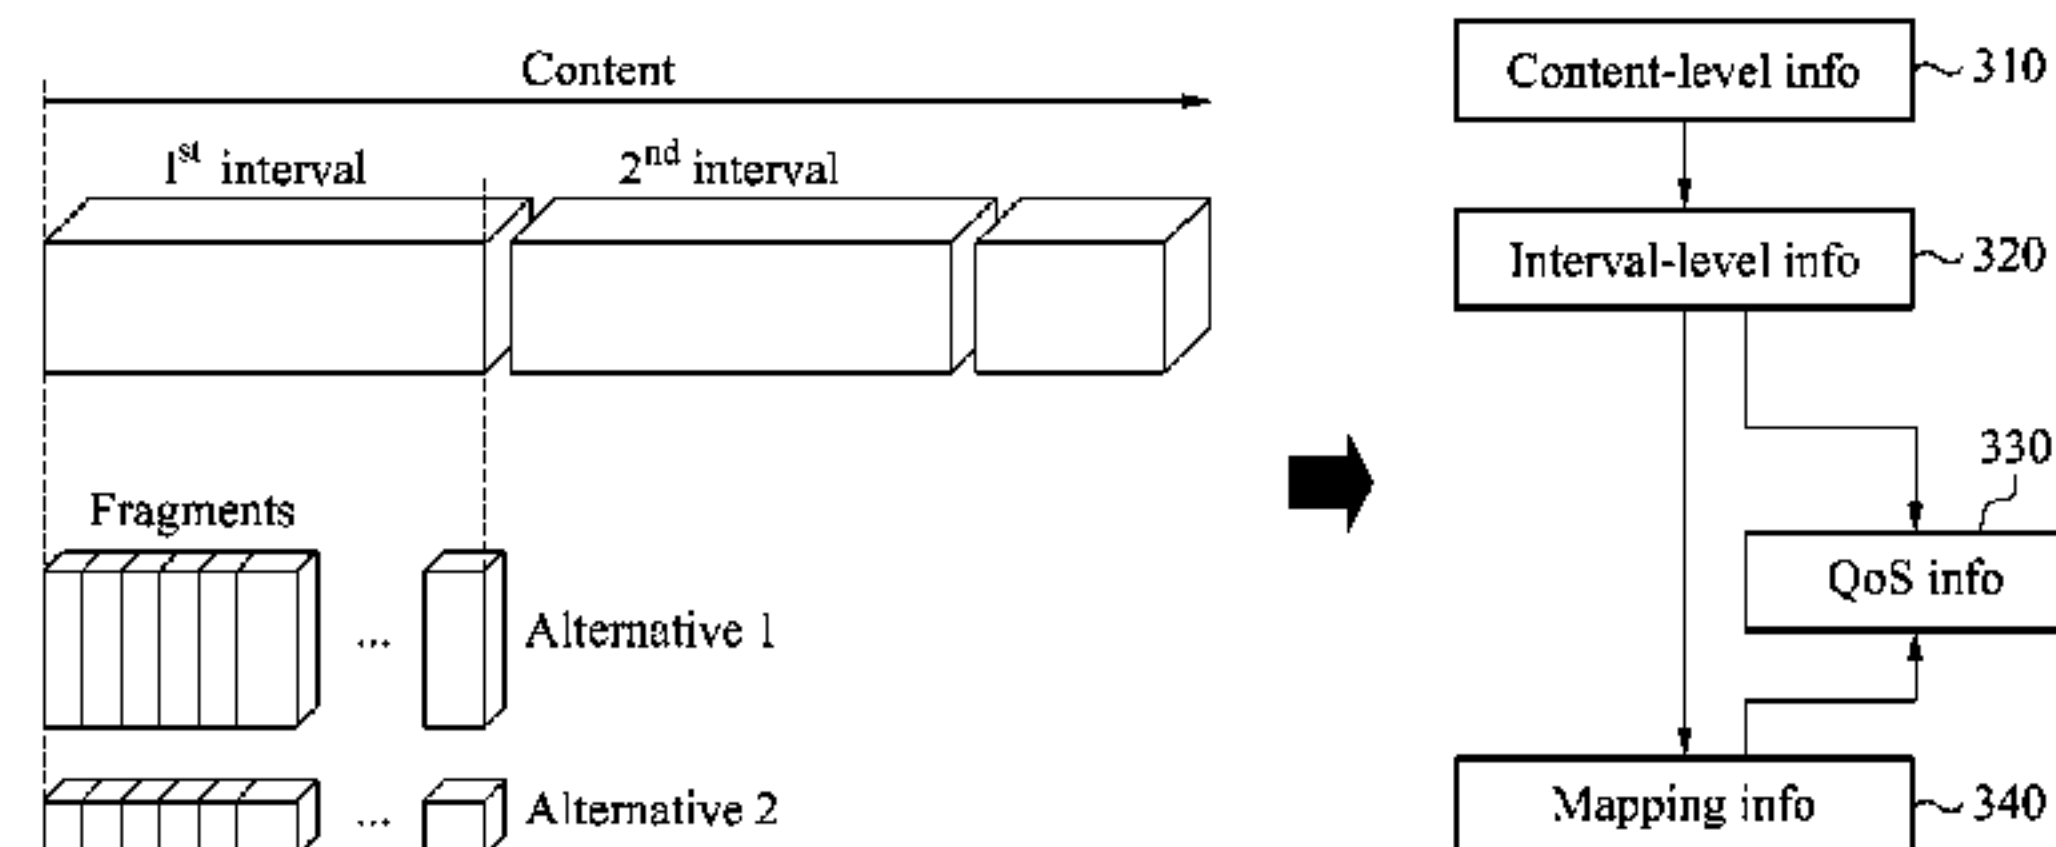 Content
1st interval
2nd interval
Fragments
...
Alternative 1
...
Alternative 2
Content-level info
310
Interval-level info
320
330
QoS info
Mapping info
340